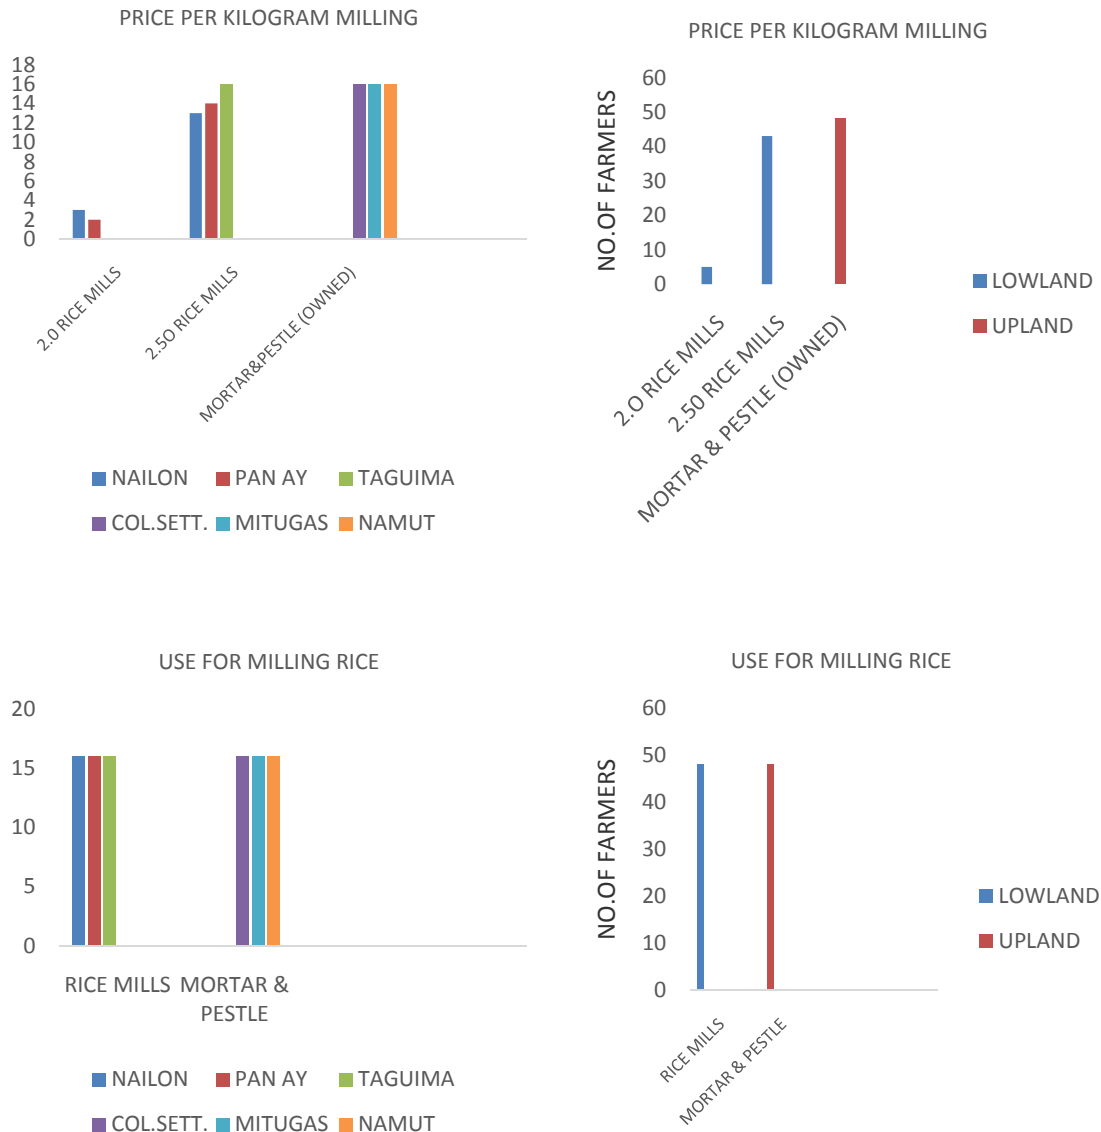 PRICE PER KILOGRAM MILLING
18
16
14
12
10
8
6
4
2
0
2.0 RICE MILLS
2.5O RICE MILLS
MORTAR&PESTLE (OWNED)
NAILON PAN AY TAGUIMA
COL.SETT. MITUGAS NAMUT
PRICE PER KILOGRAM MILLING
NO.OF FARMERS
60
50
40
30
20
10
0
2.O RICE MILLS
2.50 RICE MILLS
MORTAR & PESTLE (OWNED)
LOWLAND
UPLAND
USE FOR MILLING RICE
20
15
10
5
0
RICE MILLS MORTAR &
PESTLE
NAILON PAN AY TAGUIMA
COL.SETT. MITUGAS NAMUT
USE FOR MILLING RICE
NO.OF FARMERS
60
50
40
30
20
10
0
RICE MILLS
MORTAR & PESTLE
LOWLAND
UPLAND